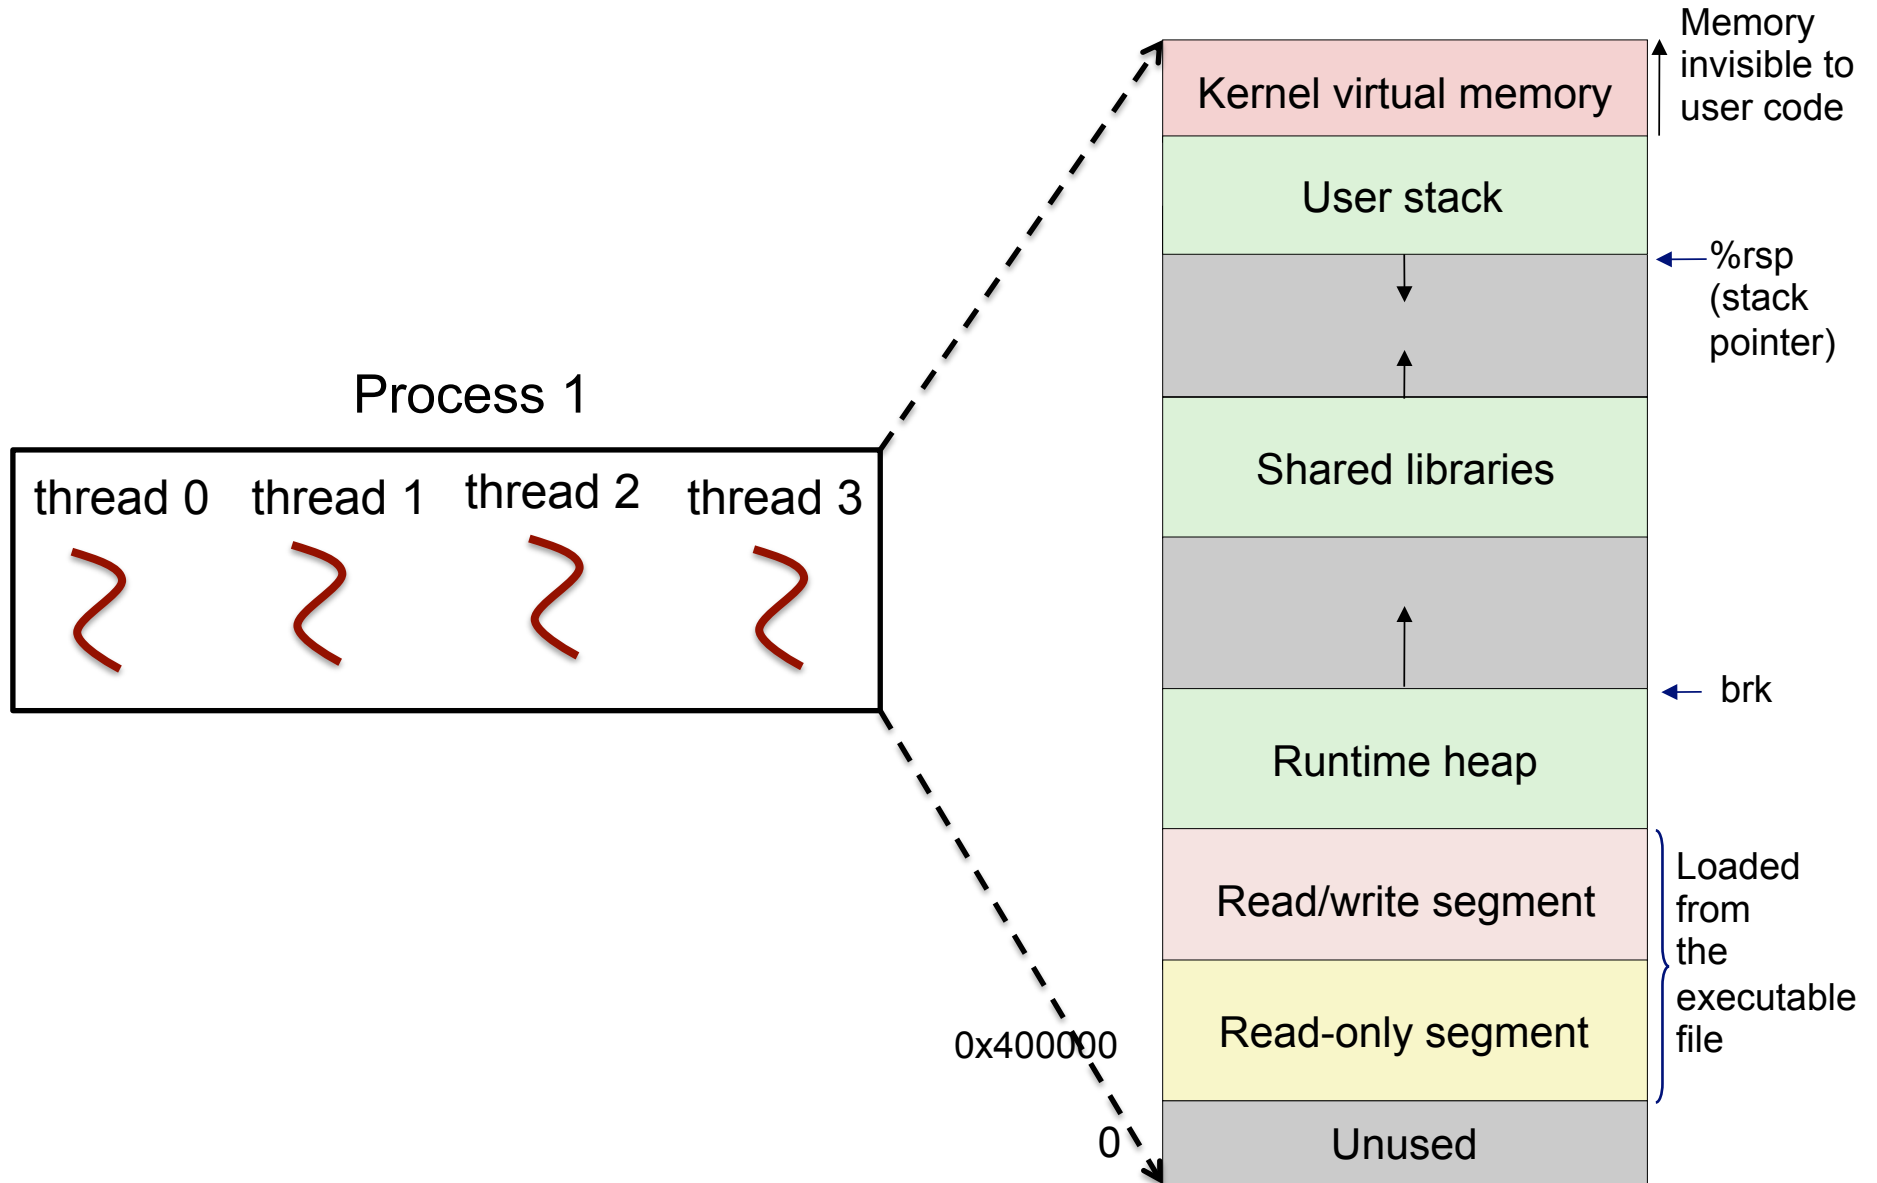 Memory
invisible to
user code
Kernel virtual memory
User stack
%rsp
(stack
pointer)
Process 1
thread 0 thread 1 thread 2 thread 3
Shared libraries
brk
Runtime heap
Loaded
from
the
executable
file
Read/write segment
Read-only segment
0x400000
0
Unused